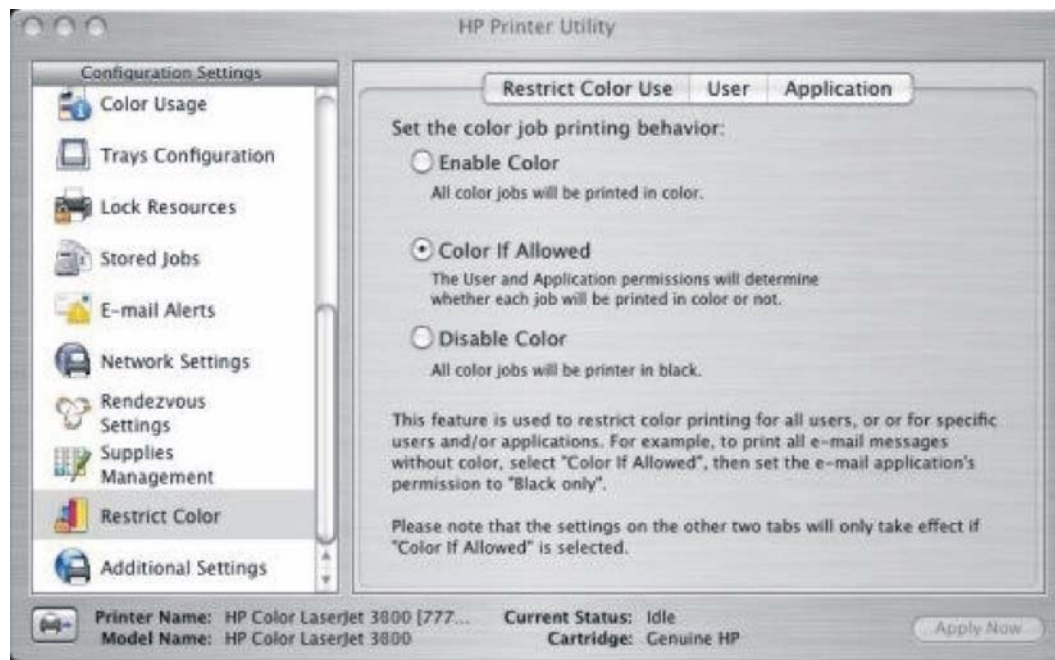 HP Printer Utility
Configuration Settings
Color Usage
Trays Configuration
Lock Resources
Stored Jobs
E-mail Alerts
Network Settings
Rendezvous
Settings
Supplies
Management
Restrict Color
Additional Settings
Restrict Color Use User Application
Set the color job printing behavior:
Enable Color
All color jobs will be printed in color.
Color If Allowed
The User and Application permissions will determine
whether each job will be printed in color or not.
Disable Color
All color jobs will be printer in black.
This feature is used to restrict color printing for all users, or or for specific
users and/or applications. For example, to print all e-mail messages
without color, select "Color If Allowed", then set the e-mail application's
permission to "Black only".
Please note that the settings on the other two tabs will only take effect if
"Color If Allowed" is selected.
Printer Name: HP Color LaserJet 3800 [777... Current Status: Idle
Model Name: HP Color LaserJet 3800 Cartridge: Genuine HP
Apply Now